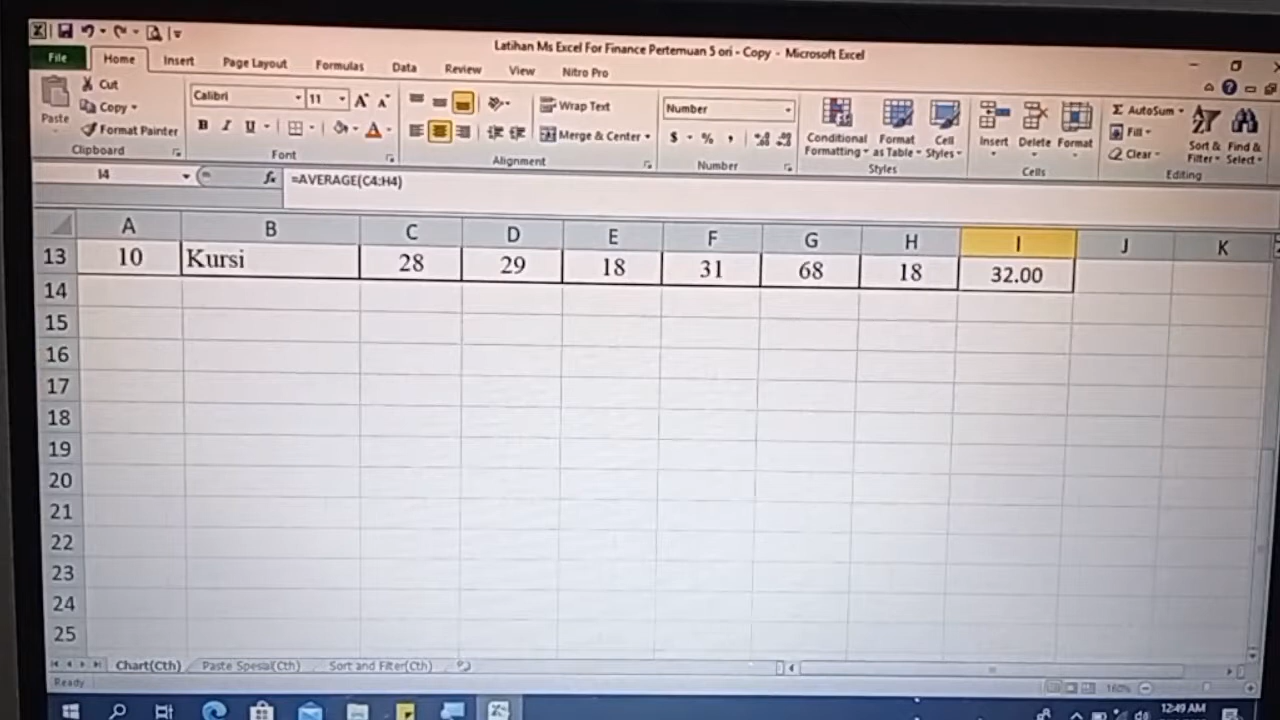 Latihan Ms Excel For Finance Pertemuan 5 ori - Copy - Microsoft Excel
File Home Insert Page Layout Formulas Data Review View Nitro Pro
Paste
Cut
Copy
Format Painter
Clipboard
Calibri 11
B I U
Font
Wrap Text
Merge & Center
Alignment
Number
$ % ,
Number
Conditional Formatting
Format as Table
Cell Styles
Styles
Insert Delete Format
Cells
AutoSum
Fill
Clear
Sort & Filter
Find & Select
Editing
I4 fx =AVERAGE(C4:H4)
A B C D E F G H I J K
13 10 Kursi 28 29 18 31 68 18 32.00
14
15
16
17
18
19
20
21
22
23
24
25
Chart(Cth) Paste Spesial(Cth) Sort and Filter(Cth)
Ready 160%
12:49 AM